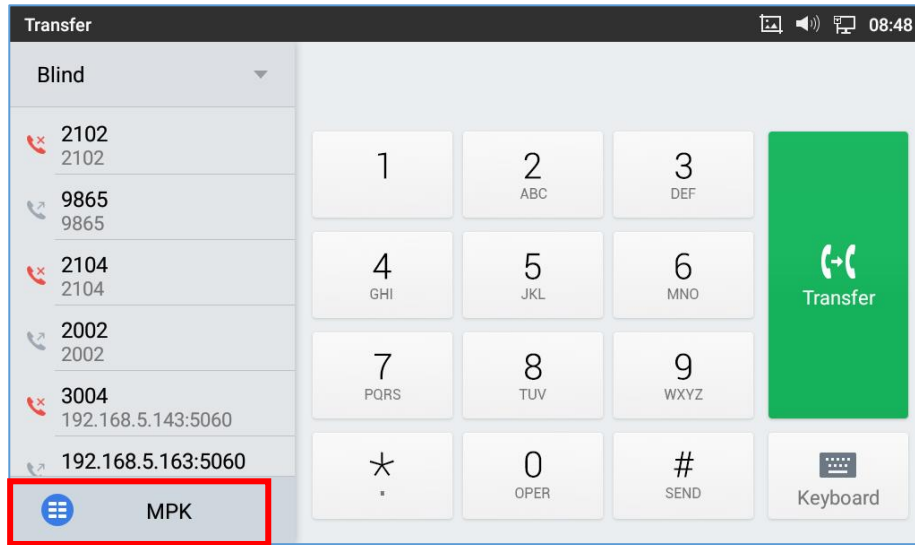 Transfer
08:48
Blind
2102
2102
9865
9865
2104
2104
2002
2002
3004
192.168.5.143:5060
192.168.5.163:5060
MPK
1
2
ABC
3
DEF
4
GHI
5
JKL
6
MNO
7
PQRS
8
TUV
9
WXYZ
*
.
0
OPER
#
SEND
Transfer
Keyboard